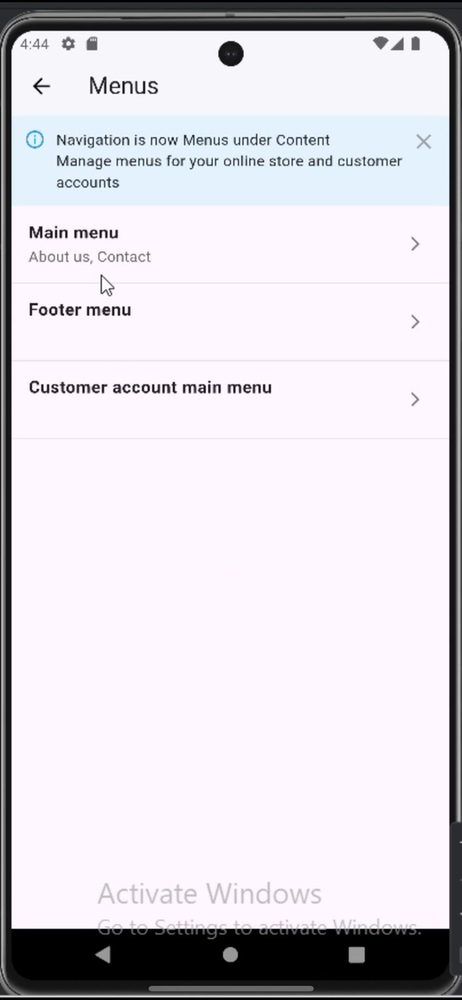 4:44
Menus
Navigation is now Menus under Content
Manage menus for your online store and customer
accounts
Main menu
About us, Contact
Footer menu
Customer account main menu
Activate Windows
Go to Settings to activate Windows.